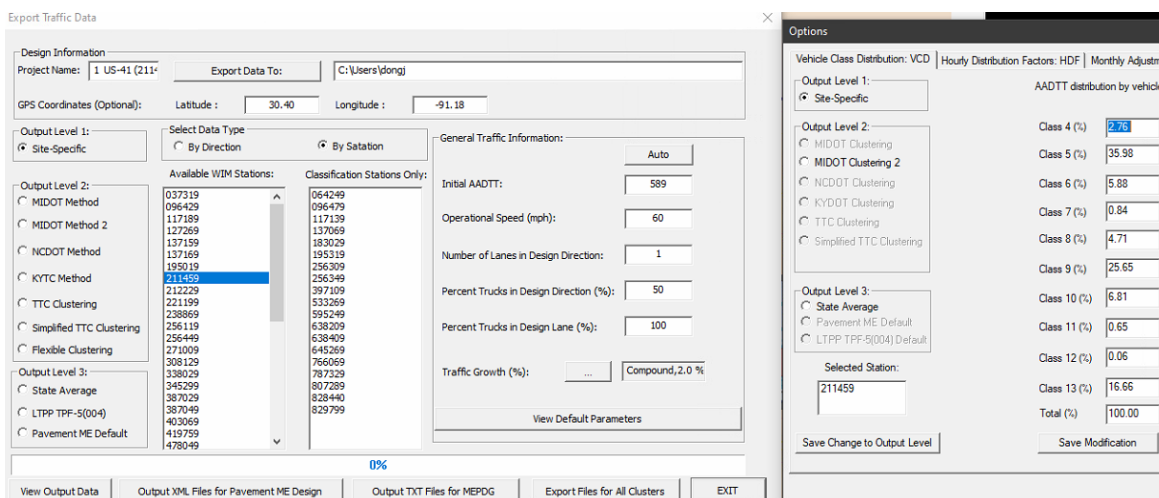 Export Traffic Data
Design Information
Project Name: 1 US-41 (211 Export Data To: C:\Users\dongj
GPS Coordinates (Optional): Latitude : 30.40 Longitude : -91.18
Output Level 1:
Site-Specific
Select Data Type
By Direction By Satation
Output Level 2:
MIDOT Method
MIDOT Method 2
NCDOT Method
KYTC Method
TTC Clustering
Simplified TTC Clustering
Flexible Clustering
Output Level 3:
State Average
LTPP TPF-5(004)
Pavement ME Default
Available WIM Stations:
037319
096429
117189
127269
137159
137169
195019
211459
212229
221199
238869
256119
256449
271009
308129
338029
345299
387029
387049
403069
419759
478049
Classification Stations Only:
064249
096479
117139
137069
183029
195319
256309
256349
397109
533269
595249
638209
638409
645269
766069
787329
807289
828440
829799
General Traffic Information:
Auto
Initial AADTT: 589
Operational Speed (mph): 60
Number of Lanes in Design Direction: 1
Percent Trucks in Design Direction (%): 50
Percent Trucks in Design Lane (%): 100
Traffic Growth (%): ... Compound,2.0 %
View Default Parameters
0%
View Output Data Output XML Files for Pavement ME Design Output TXT Files for MEPDG Export Files for All Clusters EXIT
Options
Vehicle Class Distribution: VCD Hourly Distribution Factors: HDF Monthly Adjustm
Output Level 1:
Site-Specific
Output Level 2:
MIDOT Clustering
MIDOT Clustering 2
NCDOT Clustering
KYDOT Clustering
TTC Clustering
Simplified TTC Clustering
Output Level 3:
State Average
Pavement ME Default
LTPP TPF-5(004) Default
Selected Station:
211459
Save Change to Output Level
AADTT distribution by vehicle
Class 4 (%) 2.76
Class 5 (%) 35.98
Class 6 (%) 5.88
Class 7 (%) 0.84
Class 8 (%) 4.71
Class 9 (%) 25.65
Class 10 (%) 6.81
Class 11 (%) 0.65
Class 12 (%) 0.06
Class 13 (%) 16.66
Total (%) 100.00
Save Modification